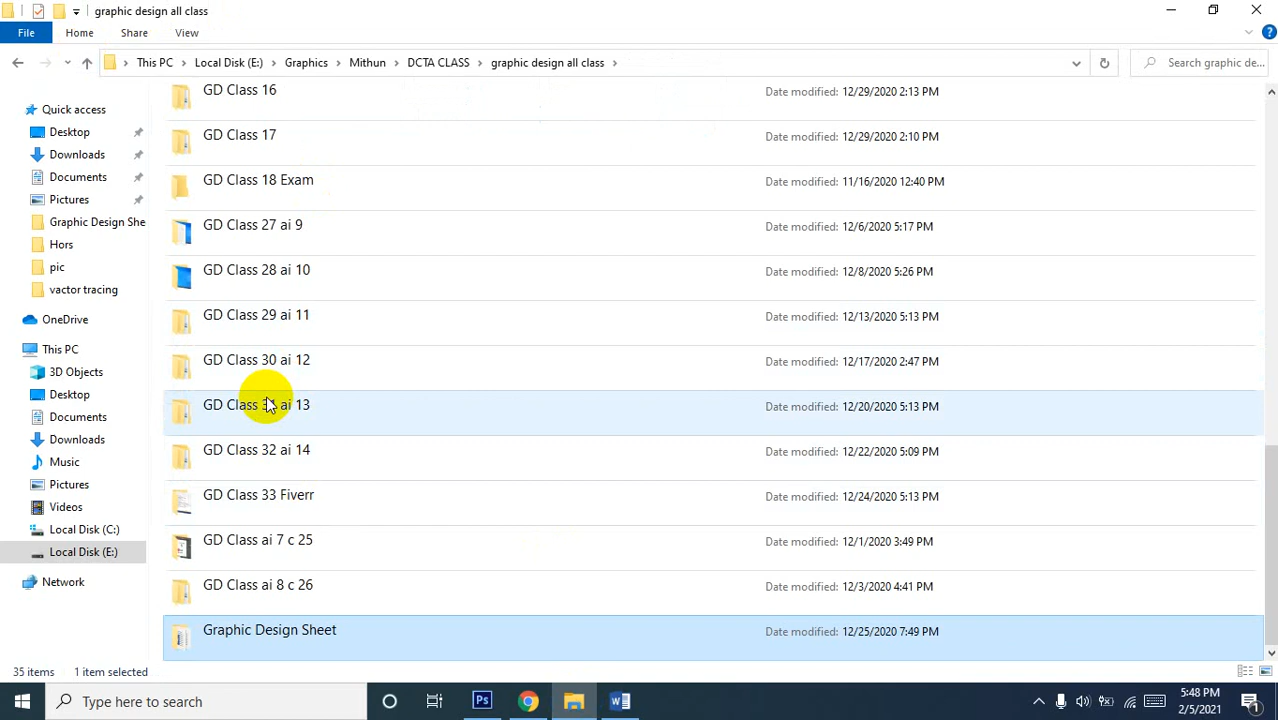 graphic design all class
File Home Share View
This PC Local Disk (E:) Graphics Mithun DCTA CLASS graphic design all class Search graphic de...
Quick access
Desktop
Downloads
Documents
Pictures
Graphic Design She
Hors
pic
vactor tracing
OneDrive
This PC
3D Objects
Desktop
Documents
Downloads
Music
Pictures
Videos
Local Disk (C:)
Local Disk (E:)
Network
GD Class 16 Date modified: 12/29/2020 2:13 PM
GD Class 17 Date modified: 12/29/2020 2:10 PM
GD Class 18 Exam Date modified: 11/16/2020 12:40 PM
GD Class 27 ai 9 Date modified: 12/6/2020 5:17 PM
GD Class 28 ai 10 Date modified: 12/8/2020 5:26 PM
GD Class 29 ai 11 Date modified: 12/13/2020 5:13 PM
GD Class 30 ai 12 Date modified: 12/17/2020 2:47 PM
GD Class ai 13 Date modified: 12/20/2020 5:13 PM
GD Class 32 ai 14 Date modified: 12/22/2020 5:09 PM
GD Class 33 Fiverr Date modified: 12/24/2020 5:13 PM
GD Class ai 7 c 25 Date modified: 12/1/2020 3:49 PM
GD Class ai 8 c 26 Date modified: 12/3/2020 4:41 PM
Graphic Design Sheet Date modified: 12/25/2020 7:49 PM
35 items 1 item selected
Type here to search
5:48 PM
2/5/2021